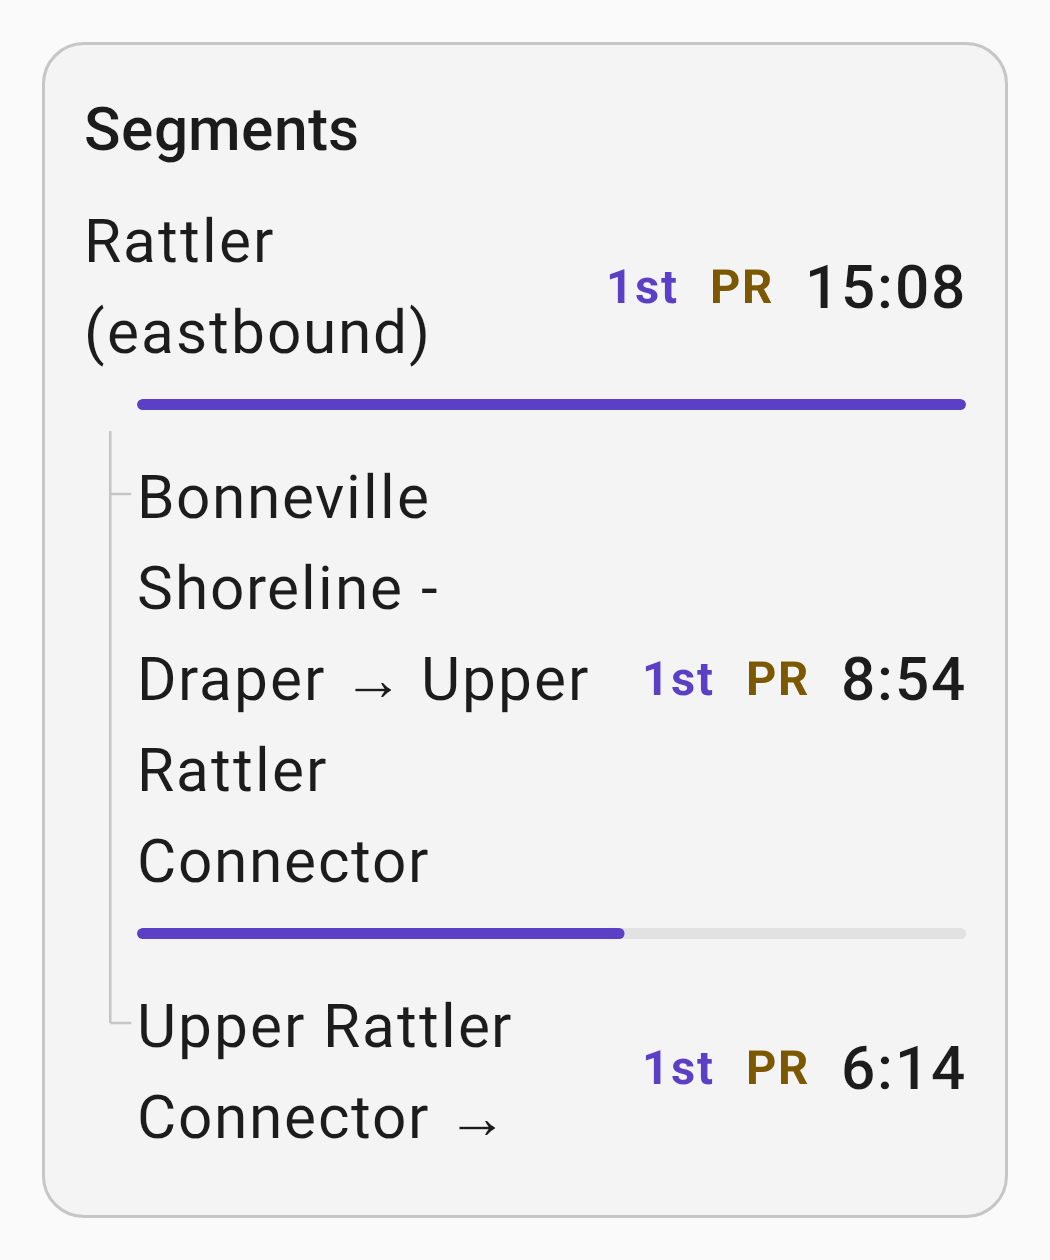 Segments
Rattler
(eastbound)
1st PR 15:08
Bonneville
Shoreline -
Draper → Upper
Rattler
Connector
1st PR 8:54
Upper Rattler
Connector →
1st PR 6:14